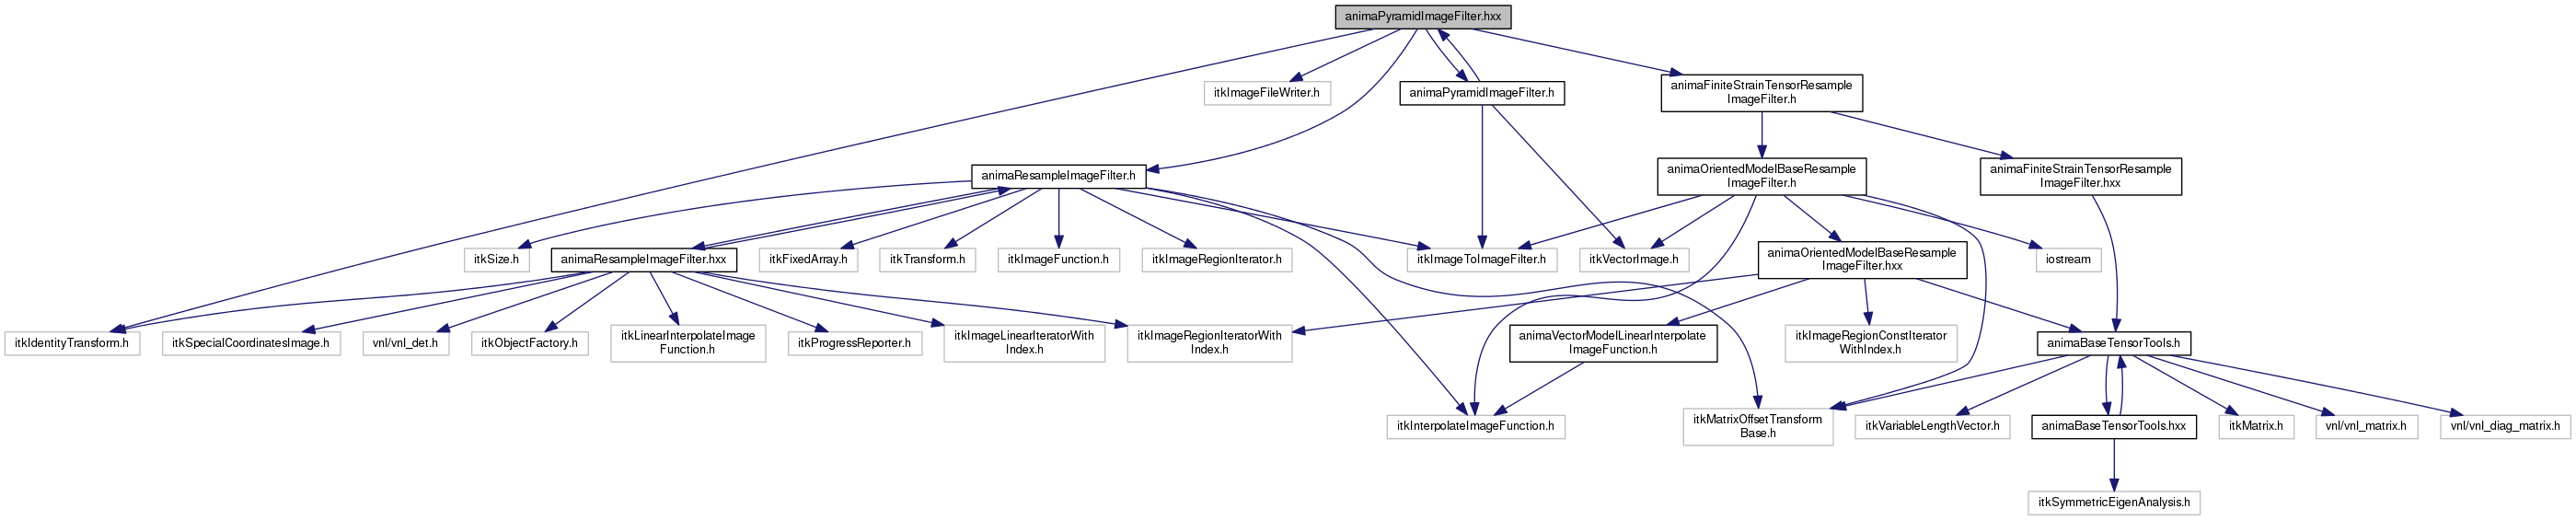 animaPyramidImageFilter.hxx
itkImageFileWriter.h
animaPyramidImageFilter.h
animaFiniteStrainTensorResample
ImageFilter.h
animaResampleImageFilter.h
animaOrientedModelBaseResample
ImageFilter.h
animaFiniteStrainTensorResample
ImageFilter.hxx
itkSize.h
animaResampleImageFilter.hxx
itkFixedArray.h
itkTransform.h
itkImageFunction.h
itkImageRegionIterator.h
itkImageToImageFilter.h
itkVectorImage.h
animaOrientedModelBaseResample
ImageFilter.hxx
iostream
itkIdentityTransform.h
itkSpecialCoordinatesImage.h
vnl/vnl_det.h
itkObjectFactory.h
itkLinearInterpolateImage
Function.h
itkProgressReporter.h
itkImageLinearIteratorWith
Index.h
itkImageRegionIteratorWith
Index.h
animaVectorModelLinearInterpolate
ImageFunction.h
itkImageRegionConstIterator
WithIndex.h
animaBaseTensorTools.h
itkInterpolateImageFunction.h
itkMatrixOffsetTransform
Base.h
itkVariableLengthVector.h
animaBaseTensorTools.hxx
itkMatrix.h
vnl/vnl_matrix.h
vnl/vnl_diag_matrix.h
itkSymmetricEigenAnalysis.h